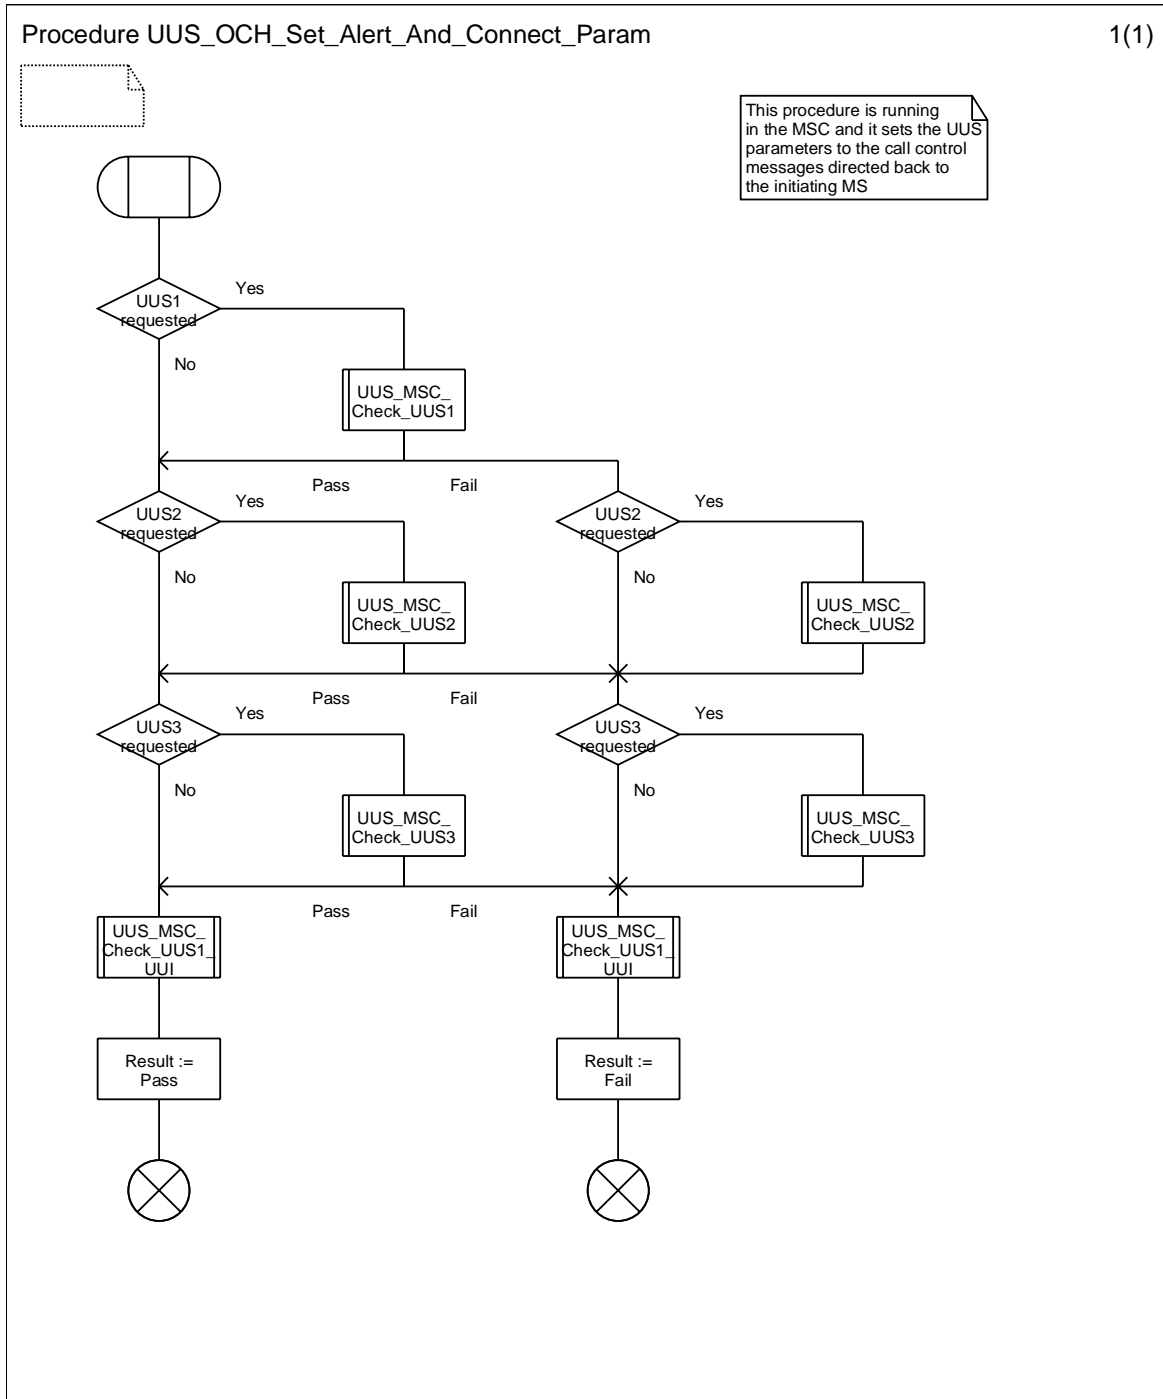 Procedure UUS_OCH_Set_Alert_And_Connect_Param
1(1)
This procedure is running
in the MSC and it sets the UUS
parameters to the call control
messages directed back to
the initiating MS
UUS1
requested
Yes
No
UUS_MSC_
Check_UUS1
Pass
Fail
UUS2
requested
Yes
No
UUS_MSC_
Check_UUS2
UUS2
requested
Yes
No
UUS_MSC_
Check_UUS2
Pass
Fail
UUS3
requested
Yes
No
UUS_MSC_
Check_UUS3
UUS3
requested
Yes
No
UUS_MSC_
Check_UUS3
Pass
Fail
UUS_MSC_
Check_UUS1_
UUI
UUS_MSC_
Check_UUS1_
UUI
Result :=
Pass
Result :=
Fail